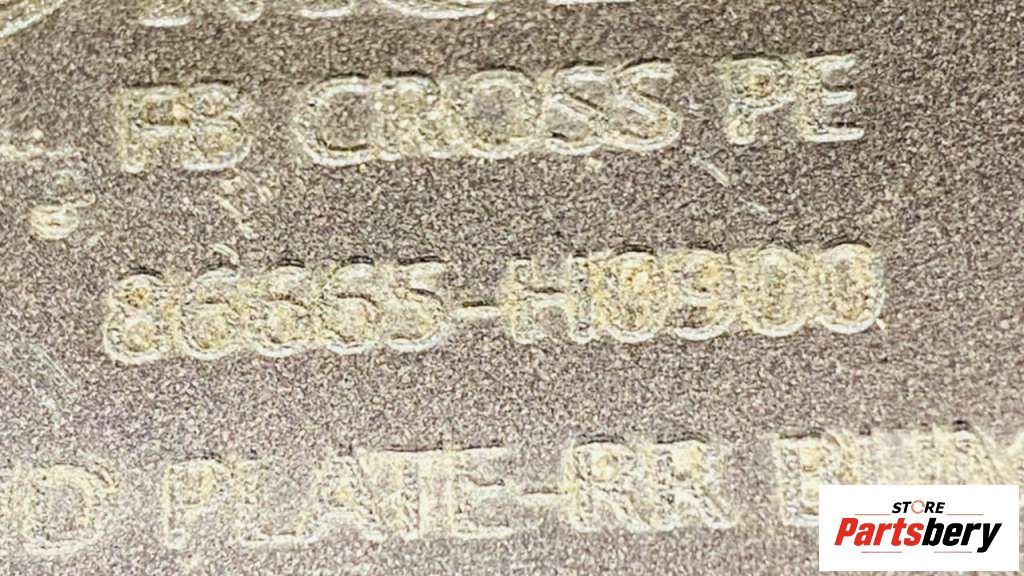 FB CROSS PE
86665-H0900
D PLATE-RR
STORE
Partsbery